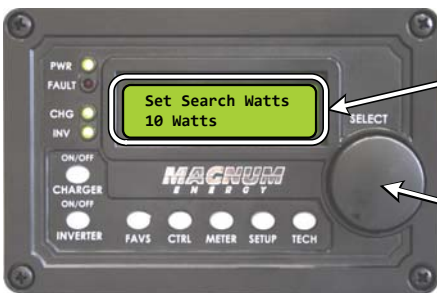 PWR
FAULT
Set Search Watts
10 Watts
CHG
INV
SELECT
ON/OFF
CHARGER
MAGNUM
ENERGY
ON/OFF
INVERTER
FAVS CTRL METER SETUP TECH